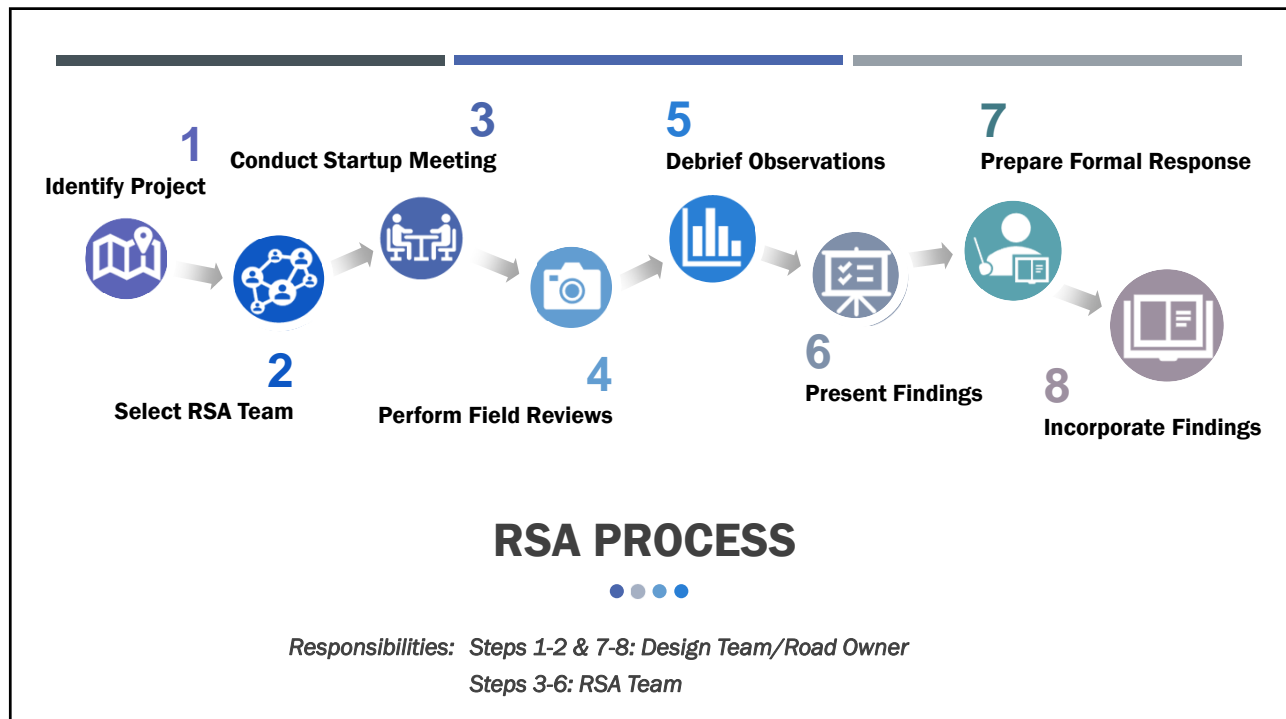 1
Identify Project
2
Select RSA Team
3
Conduct Startup Meeting
4
Perform Field Reviews
5
Debrief Observations
6
Present Findings
7
Prepare Formal Response
8
Incorporate Findings
RSA PROCESS
Responsibilities: Steps 1-2 & 7-8: Design Team/Road Owner
Steps 3-6: RSA Team